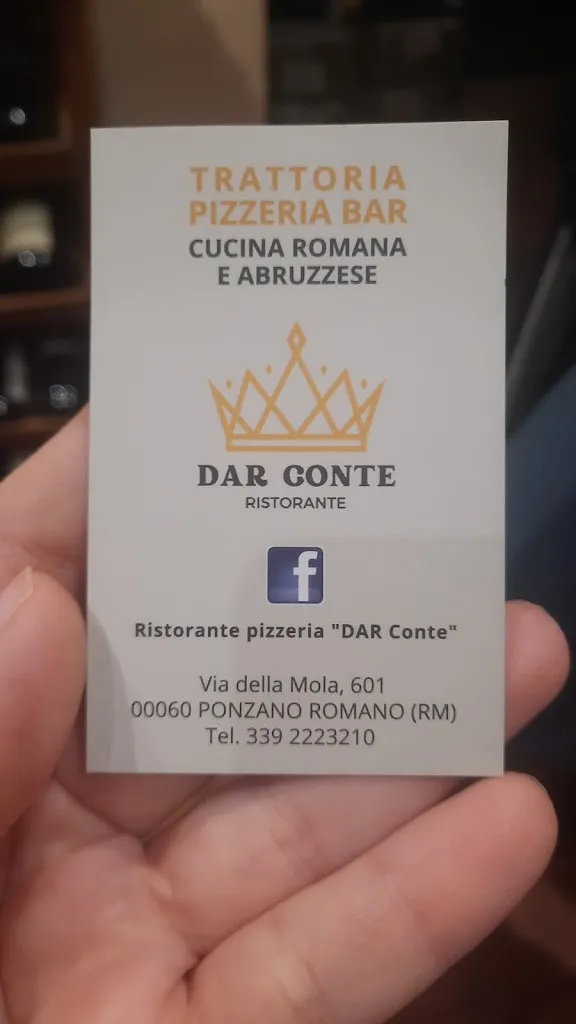 TRATTORIA
PIZZERIA BAR
CUCINA ROMANA
E ABRUZZESE
DAR CONTE
RISTORANTE
f
Ristorante pizzeria "DAR Conte"
Via della Mola, 601
00060 PONZANO ROMANO (RM)
Tel. 339 2223210